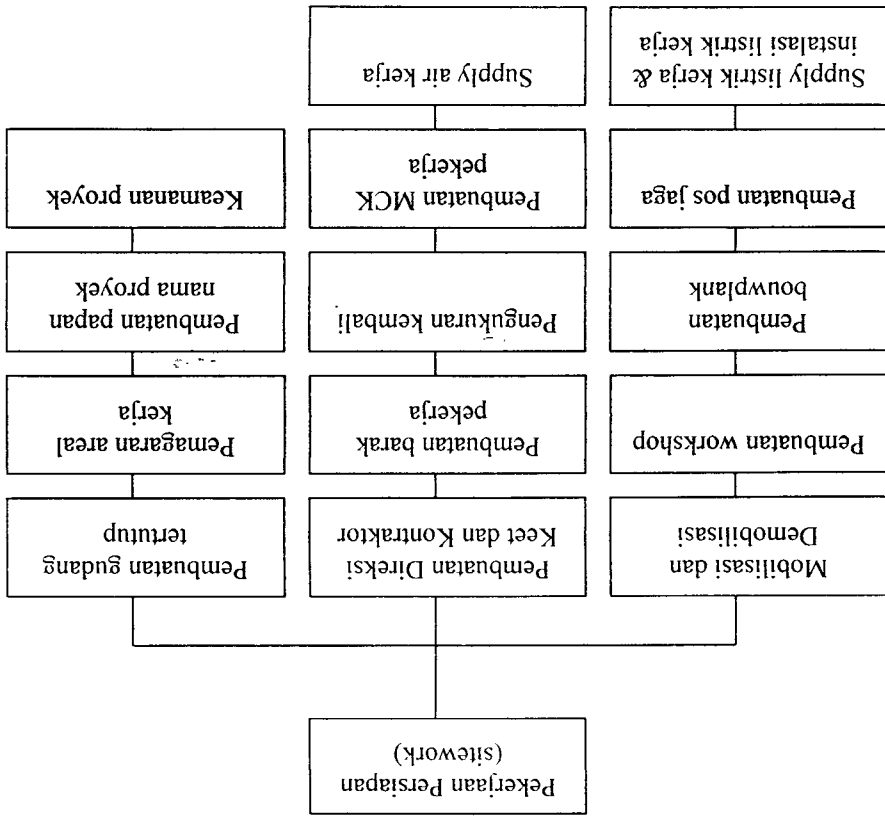 Pekerjaan Persiapan
(sitework)
Mobilisasi dan
Demobilisasi
Pembuatan Direksi
Keet dan Kontraktor
Pembuatan gudang
tertutup
Pembuatan workshop
Pembuatan barak
pekerja
Pemagaran areal
kerja
Pembuatan
bouwplank
Pengukuran kembali
Pembuatan papan
nama proyek
Pembuatan pos jaga
Pembuatan MCK
pekerja
Keamanan proyek
Supply listrik kerja &
instalasi listrik kerja
Supply air kerja